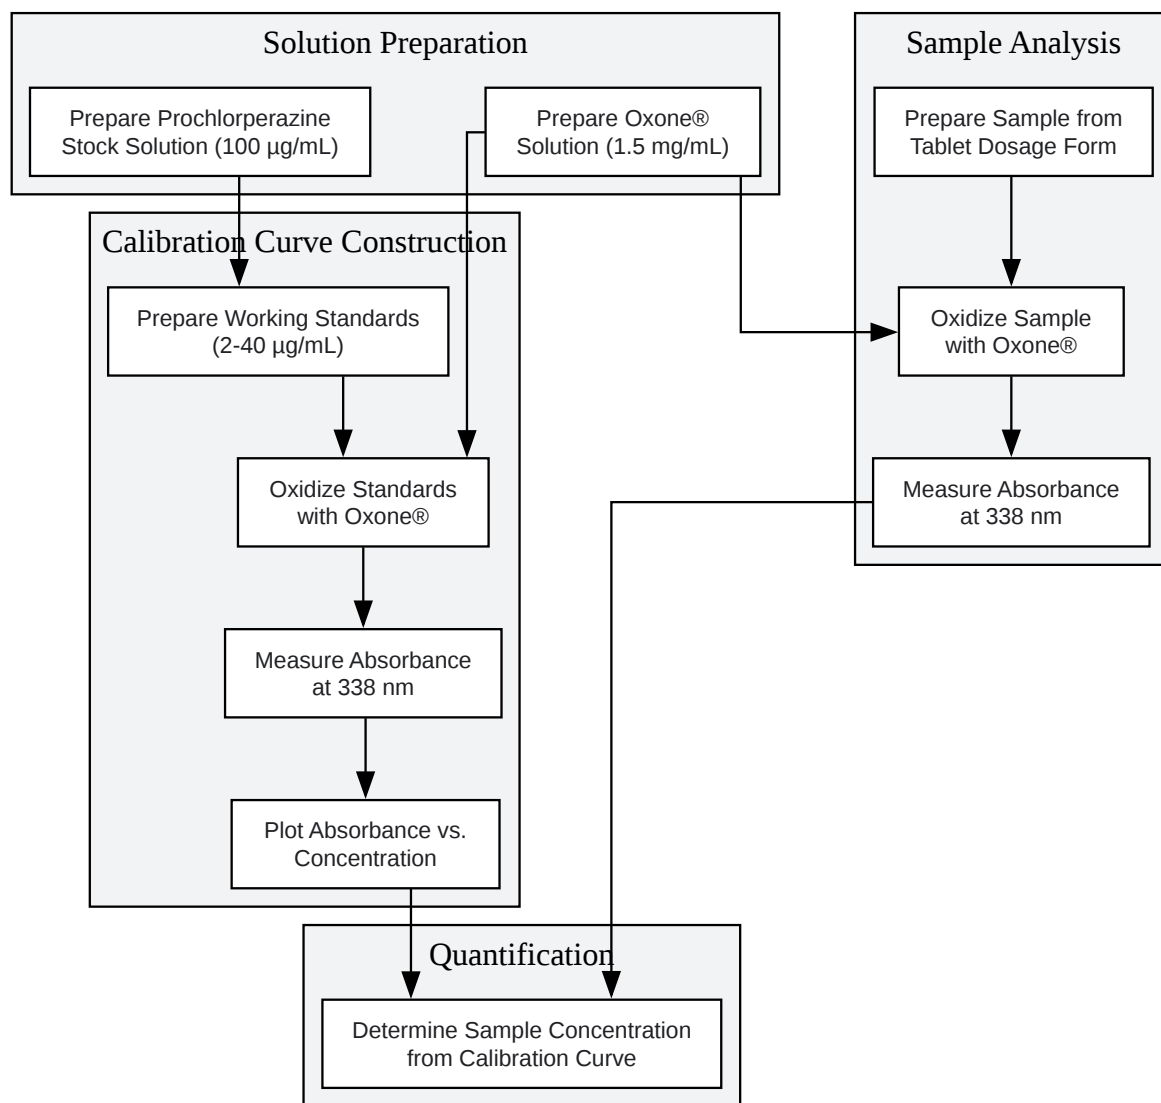 Solution Preparation
Prepare Prochlorperazine
Stock Solution (100 µg/mL)
Prepare Oxone®
Solution (1.5 mg/mL)
Sample Analysis
Prepare Sample from
Tablet Dosage Form
Oxidize Sample
with Oxone®
Measure Absorbance
at 338 nm
Calibration Curve Construction
Prepare Working Standards
(2-40 µg/mL)
Oxidize Standards
with Oxone®
Measure Absorbance
at 338 nm
Plot Absorbance vs.
Concentration
Quantification
Determine Sample Concentration
from Calibration Curve